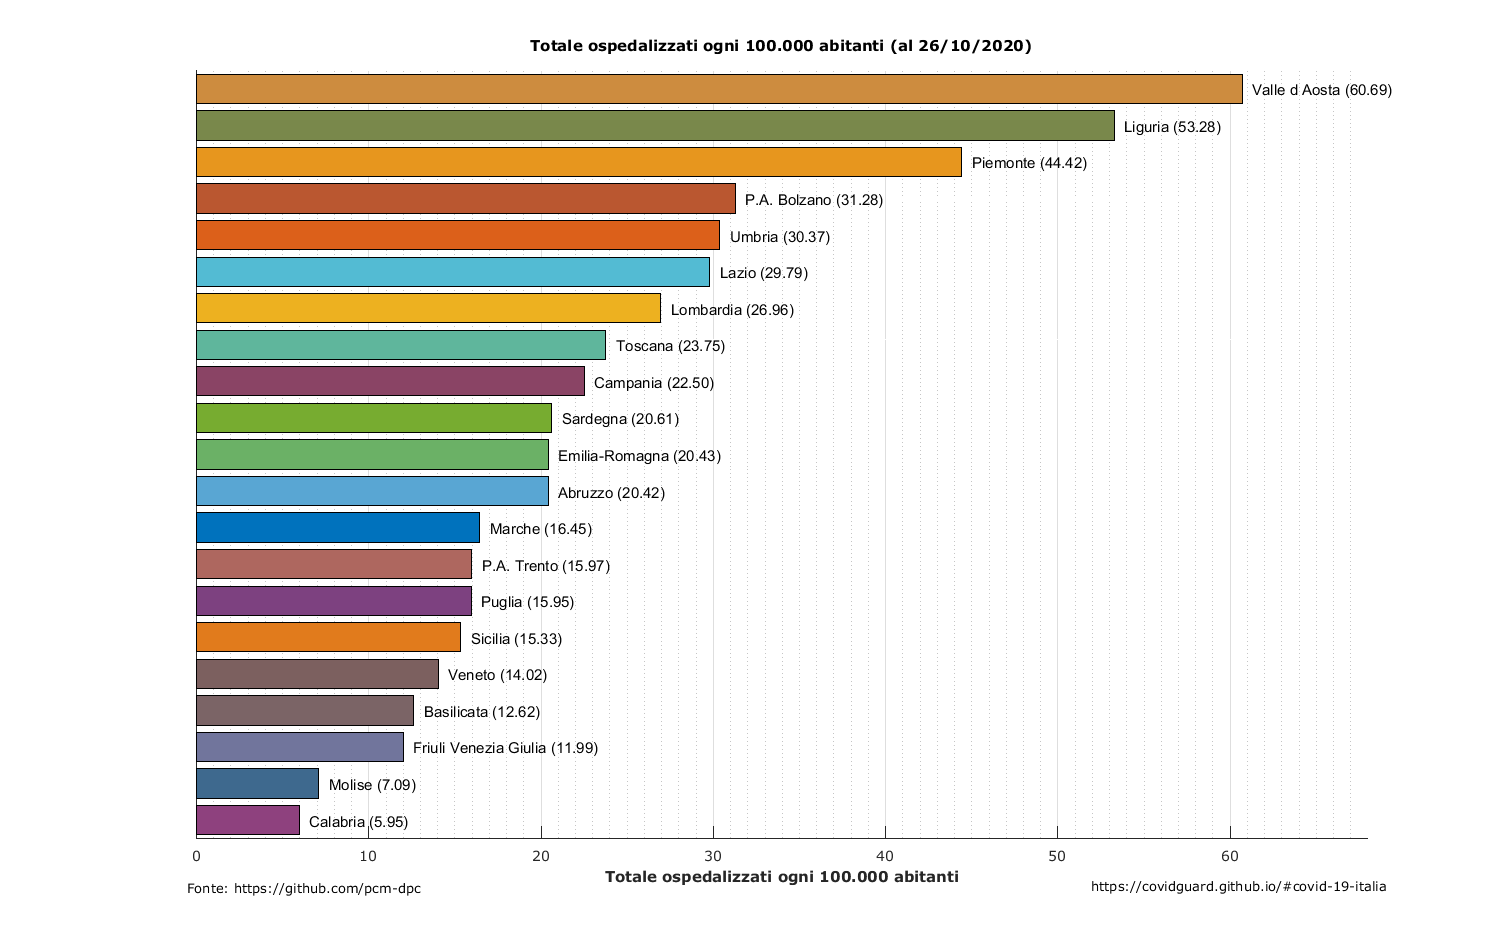 Totale ospedalizzati ogni 100.000 abitanti (al 26/10/2020)
Valle d Aosta (60.69)
Liguria (53.28)
Piemonte (44.42)
P.A. Bolzano (31.28)
Umbria (30.37)
Lazio (29.79)
Lombardia (26.96)
Toscana (23.75)
Campania (22.50)
Sardegna (20.61)
Emilia-Romagna (20.43)
Abruzzo (20.42)
Marche (16.45)
P.A. Trento (15.97)
Puglia (15.95)
Sicilia (15.33)
Veneto (14.02)
Basilicata (12.62)
Friuli Venezia Giulia (11.99)
Molise (7.09)
Calabria (5.95)
0 10 20 30 40 50 60
Totale ospedalizzati ogni 100.000 abitanti
Fonte: https://github.com/pcm-dpc
https://covidguard.github.io/#covid-19-italia